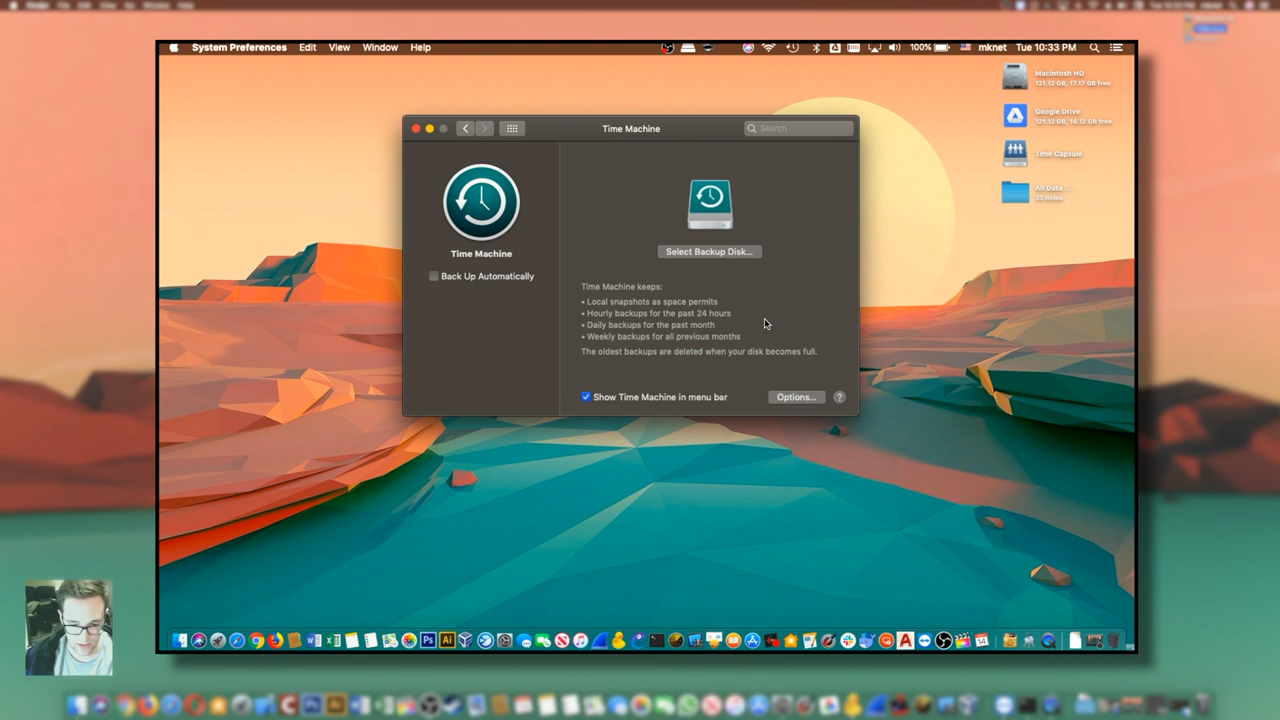 System Preferences Edit View Window Help 100% mknet Tue 10:33 PM
Macintosh HD
121.12 GB, 17.17 GB free
Google Drive
121.12 GB, 16.12 GB free
Time Capsule
All Data ...
33 items
Time Machine
Search
Time Machine
Back Up Automatically
Select Backup Disk...
Time Machine keeps:
• Local snapshots as space permits
• Hourly backups for the past 24 hours
• Daily backups for the past month
• Weekly backups for all previous months
The oldest backups are deleted when your disk becomes full.
Show Time Machine in menu bar
Options...
?
Ps
Ai
14